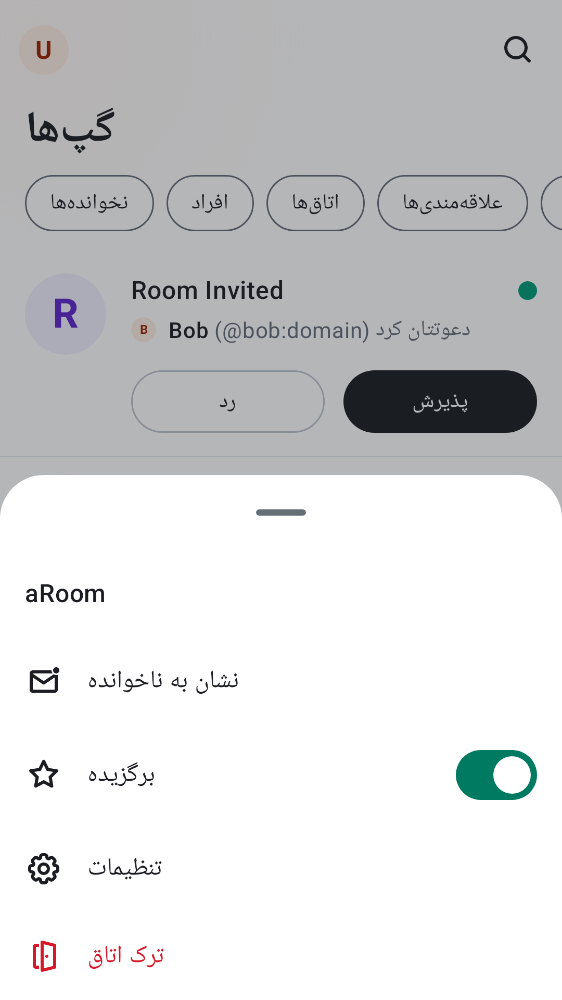 U
گپ‌ها
نخوانده‌ها
افراد
اتاق‌ها
علاقه‌مندی‌ها
R
Room Invited
B
Bob (@bob:domain) دعوتتان کرد
رد
پذیرش
aRoom
نشان به ناخوانده
برگزیده
تنظیمات
ترک اتاق